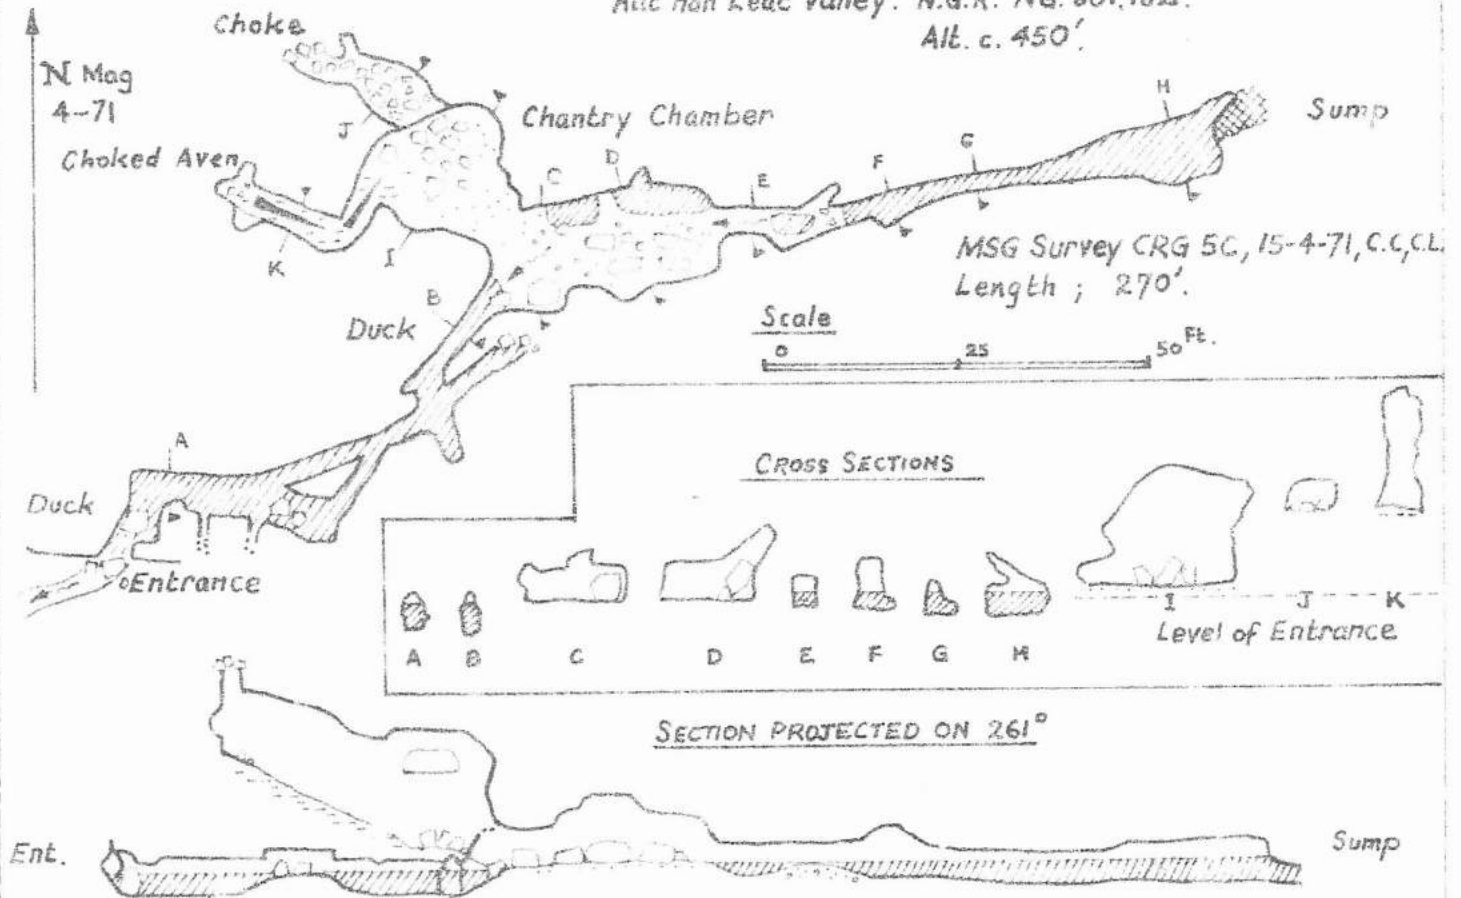 Valley. N.G.R. NG.
Alt. c. 450'.
Choke
N Mag
4-71
J
Chantry Chamber
H
Sump
Choked Aven
D
C
E
F
G
K
I
B
Duck
MSG Survey CRG 5C, 15-4-71, C.C, C.L.
Length ; 270'.
Scale
0 25 50 Ft.
A
Duck
Entrance
CROSS SECTIONS
A B C D E F G H I J K
Level of Entrance
SECTION PROJECTED ON 261°
Ent.
Sump